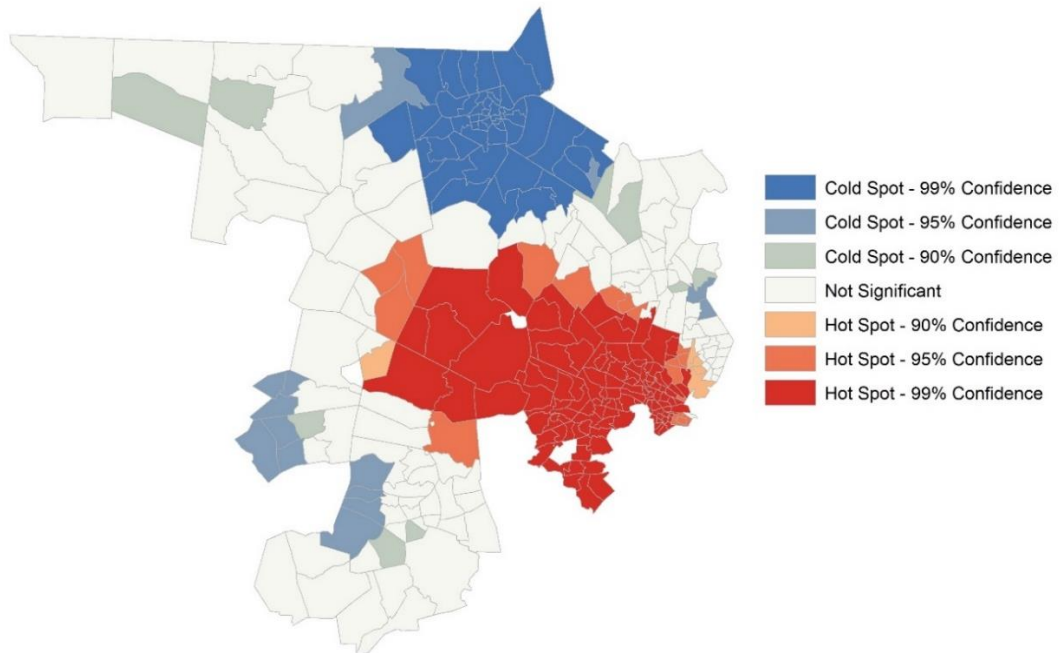 Cold Spot - 99% Confidence
Cold Spot - 95% Confidence
Cold Spot - 90% Confidence
Not Significant
Hot Spot - 90% Confidence
Hot Spot - 95% Confidence
Hot Spot - 99% Confidence